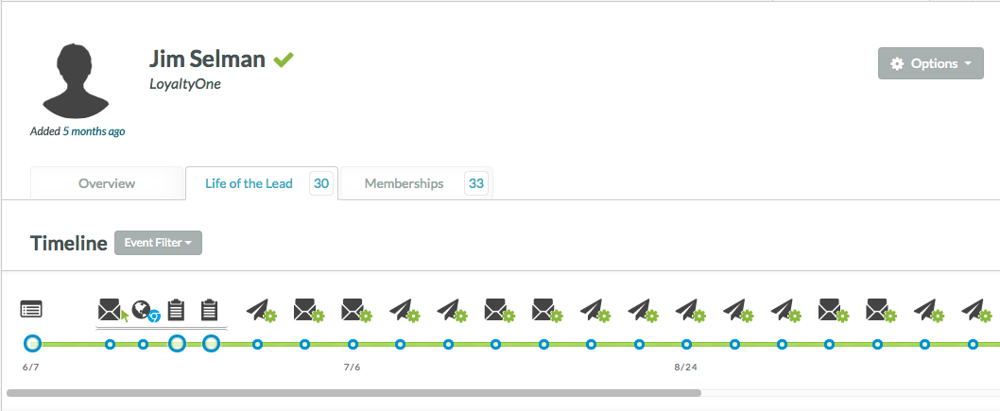 Jim Selman
LoyaltyOne
Options
Added 5 months ago
Overview
Life of the Lead 30
Memberships 33
Timeline
Event Filter
6/7
7/6
8/24